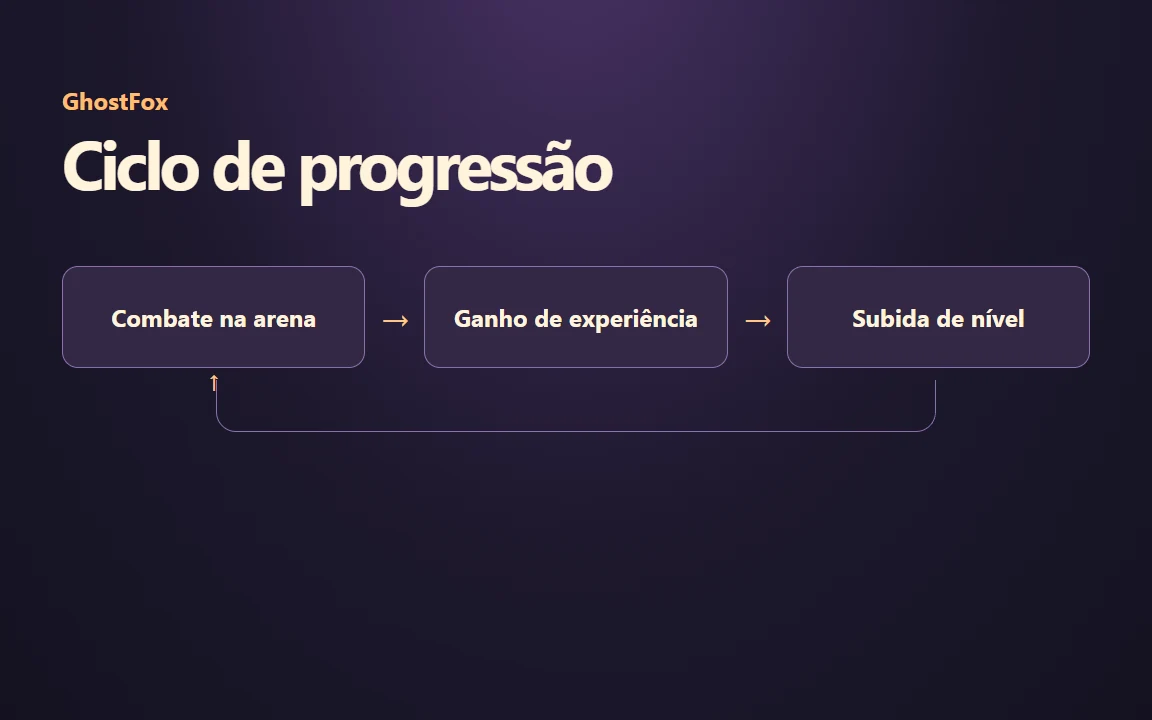 GhostFox
Ciclo de progressão
Combate na arena → Ganho de experiência → Subida de nível
↑